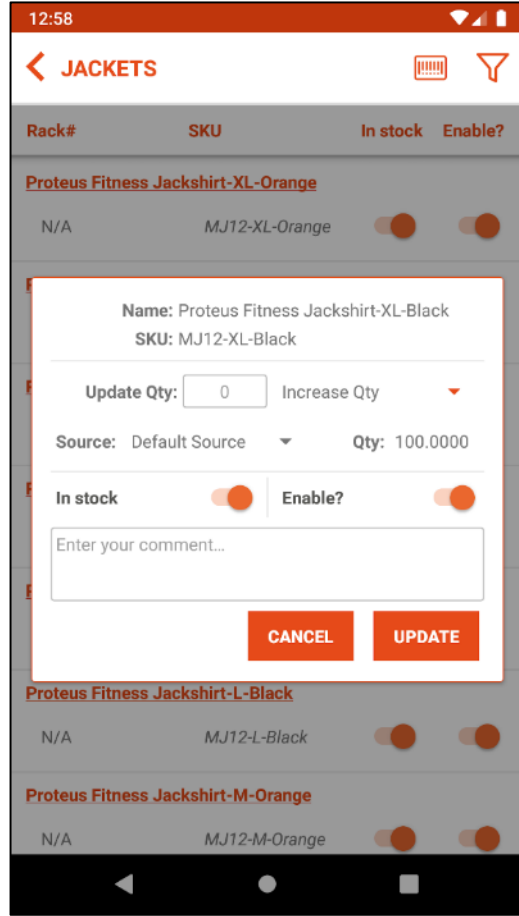 12:58
JACKETS
Rack# SKU In stock Enable?
Proteus Fitness Jackshirt-XL-Orange
N/A MJ12-XL-Orange
Name: Proteus Fitness Jackshirt-XL-Black
SKU: MJ12-XL-Black
Update Qty: 0 Increase Qty
Source: Default Source Qty: 100.0000
In stock Enable?
Enter your comment...
CANCEL UPDATE
Proteus Fitness Jackshirt-L-Black
N/A MJ12-L-Black
Proteus Fitness Jackshirt-M-Orange
N/A MJ12-M-Orange